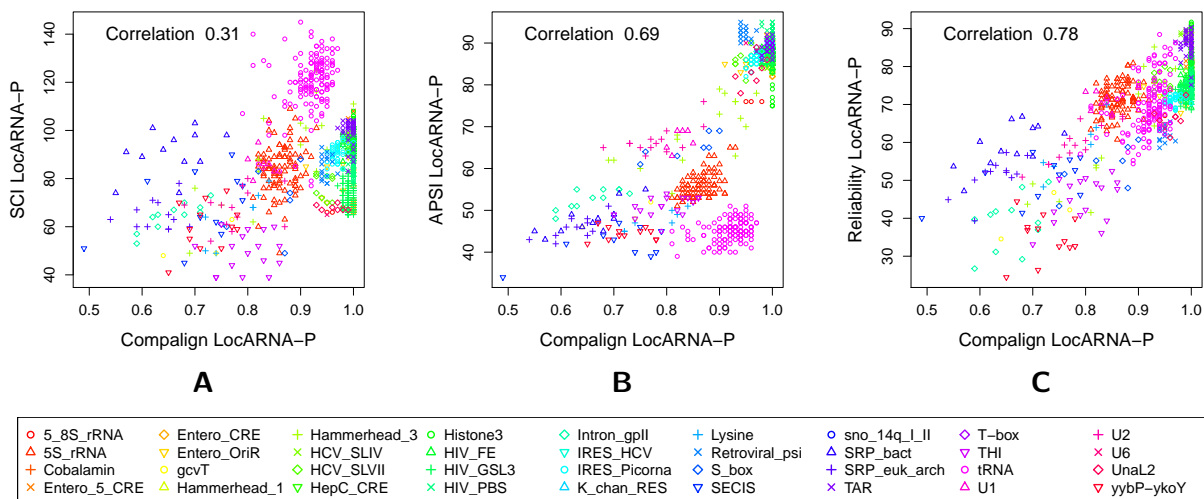 Correlation 0.31
SCI LocARNA−P
140
120
100
80
60
40
0.5 0.6 0.7 0.8 0.9 1.0
Compalign LocARNA−P
A
Correlation 0.69
APSI LocARNA−P
90
80
70
60
50
40
0.5 0.6 0.7 0.8 0.9 1.0
Compalign LocARNA−P
B
Correlation 0.78
Reliability LocARNA−P
90
80
70
60
50
40
30
0.5 0.6 0.7 0.8 0.9 1.0
Compalign LocARNA−P
C
5_8S_rRNA Entero_CRE Hammerhead_3 Histone3 Intron_gpII Lysine sno_14q_I_II T−box U2
5S_rRNA Entero_OriR HCV_SLIV HIV_FE IRES_HCV Retroviral_psi SRP_bact THI U6
Cobalamin gcvT HCV_SLVII HIV_GSL3 IRES_Picorna S_box SRP_euk_arch tRNA UnaL2
Entero_5_CRE Hammerhead_1 HepC_CRE HIV_PBS K_chan_RES SECIS TAR U1 yybP−ykoY